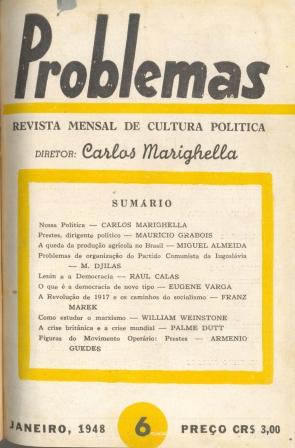 Problemas
REVISTA MENSAL DE CULTURA POLITICA
DIRETOR: Carlos Marighella
SUMÁRIO
Nossa Política — CARLOS MARIGHELLA
Prestes, dirigente político — MAURICIO GRABOIS
A queda da produção agrícola no Brasil — MIGUEL ALMEIDA
Problemas de organização do Partido Comunista da Iugoslávia
— M. DJILAS
Lenin e a Democracia — RAUL CALAS
O que é a democracia de novo tipo — EUGENE VARGA
A Revolução de 1917 e os caminhos do socialismo — FRANZ
MAREK
Como estudar o marxismo — WILLIAM WEINSTONE
A crise britânica e a crise mundial — PALME DUTT
Figuras do Movimento Operário: Prestes — ARMENIO
GUEDES
JANEIRO, 1948 6 PREÇO CR$ 3,00